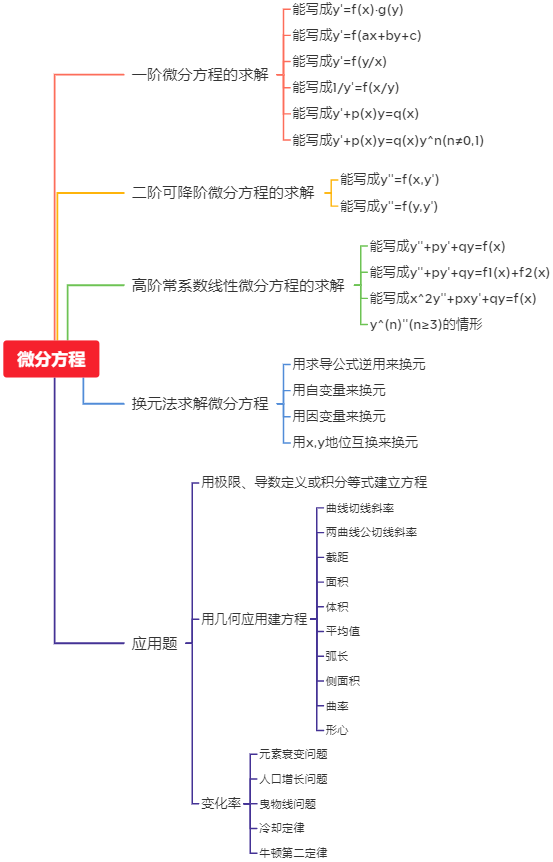 微分方程
一阶微分方程的求解
能写成y'=f(x)·g(y)
能写成y'=f(ax+by+c)
能写成y'=f(y/x)
能写成1/y'=f(x/y)
能写成y'+p(x)y=q(x)
能写成y'+p(x)y=q(x)y^n(n≠0,1)
二阶可降阶微分方程的求解
能写成y''=f(x,y')
能写成y''=f(y,y')
高阶常系数线性微分方程的求解
能写成y''+py'+qy=f(x)
能写成y''+py'+qy=f1(x)+f2(x)
能写成x^2y''+pxy'+qy=f(x)
y^(n)''(n≥3)的情形
换元法求解微分方程
用求导公式逆用来换元
用自变量来换元
用因变量来换元
用x,y地位互换来换元
应用题
用极限、导数定义或积分等式建立方程
用几何应用建方程
曲线切线斜率
两曲线公切线斜率
截距
面积
体积
平均值
弧长
侧面积
曲率
形心
变化率
元素衰变问题
人口增长问题
曳物线问题
冷却定律
牛顿第二定律